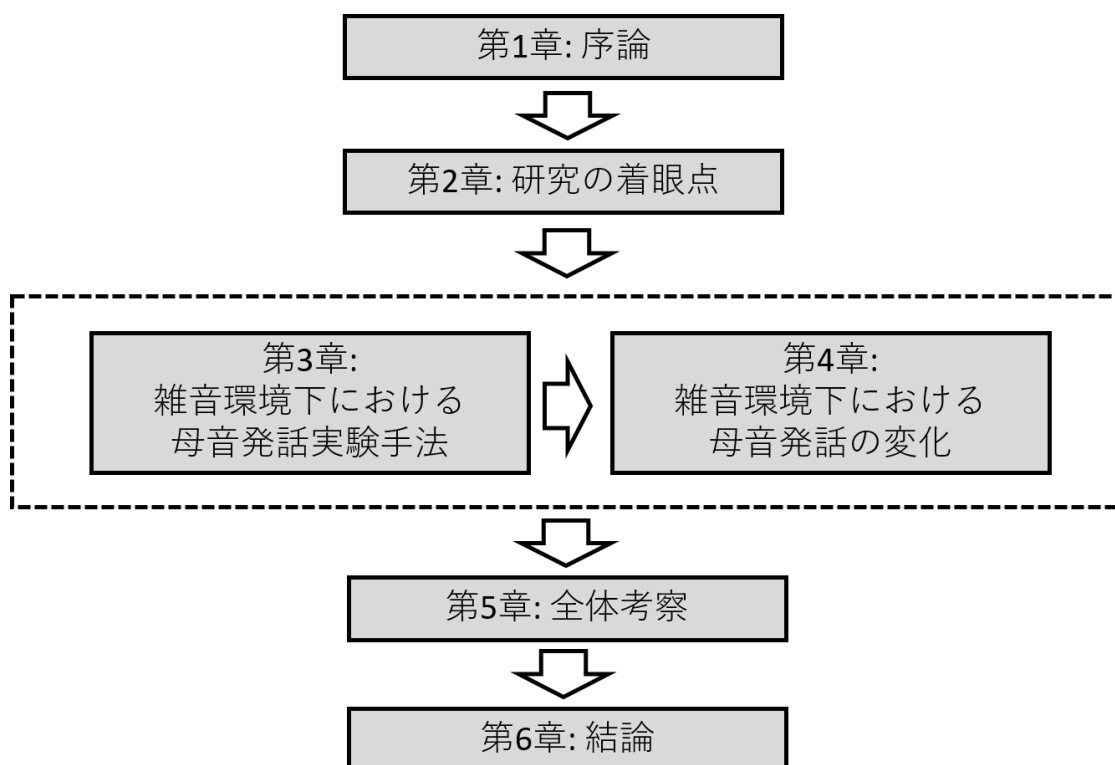 第1章: 序論
第2章: 研究の着眼点
第3章:
雑音環境下における
母音発話実験手法
第4章:
雑音環境下における
母音発話の変化
第5章: 全体考察
第6章: 結論